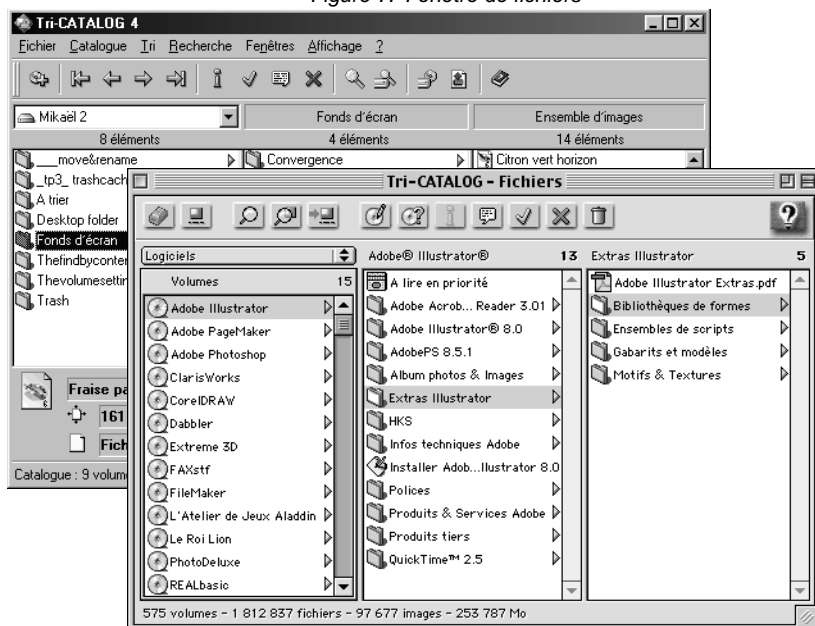 Figure 17 Fenêtre de fichiers
Tri-CATALOG 4
Fichier Catalogue Tri Recherche Fenêtres Affichage ?
Mikaël 2 Fonds d'écran Ensemble d'images
8 éléments 4 éléments 14 éléments
___move&rename Convergence Citron vert horizon
_tp3_ trashcach
A trier
Desktop folder
Fonds d'écran
Thefindbyconter
Thevolumesettir
Trash
Fraise pa
161
Fich
Catalogue : 9 volum
Tri-CATALOG - Fichiers
Logiciels Adobe® Illustrator® 13 Extras Illustrator 5
Volumes 15
Adobe Illustrator
Adobe PageMaker
Adobe Photoshop
ClarisWorks
CorelDRAW
Dabbler
Extreme 3D
FAXstf
FileMaker
L'Atelier de Jeux Aladdin
Le Roi Lion
PhotoDeluxe
REALbasic
A lire en priorité
Adobe Acrob... Reader 3.01
Adobe Illustrator® 8.0
AdobePS 8.5.1
Album photos & Images
Extras Illustrator
HKS
Infos techniques Adobe
Installer Adob...llustrator 8.0
Polices
Produits & Services Adobe
Produits tiers
QuickTime™ 2.5
Adobe Illustrator Extras.pdf
Bibliothèques de formes
Ensembles de scripts
Gabarits et modèles
Motifs & Textures
575 volumes - 1 812 837 fichiers - 97 677 images - 253 787 Mo